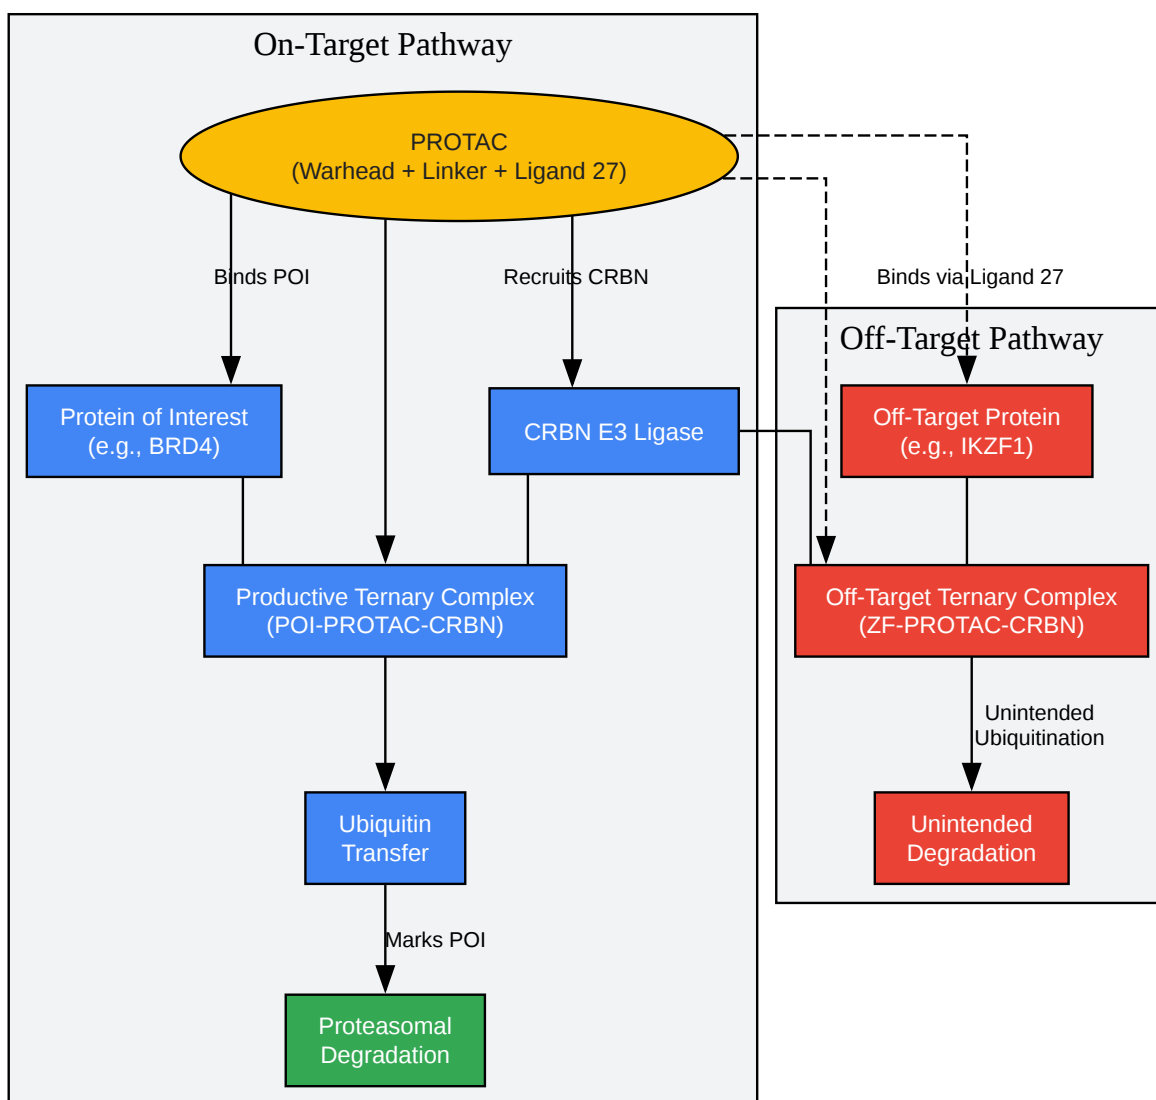 On-Target Pathway
PROTAC
(Warhead + Linker + Ligand 27)
Binds POI
Recruits CRBN
Binds via Ligand 27
Off-Target Pathway
Protein of Interest
(e.g., BRD4)
CRBN E3 Ligase
Off-Target Protein
(e.g., IKZF1)
Productive Ternary Complex
(POI-PROTAC-CRBN)
Off-Target Ternary Complex
(ZF-PROTAC-CRBN)
Unintended
Ubiquitination
Ubiquitin
Transfer
Unintended
Degradation
Marks POI
Proteasomal
Degradation